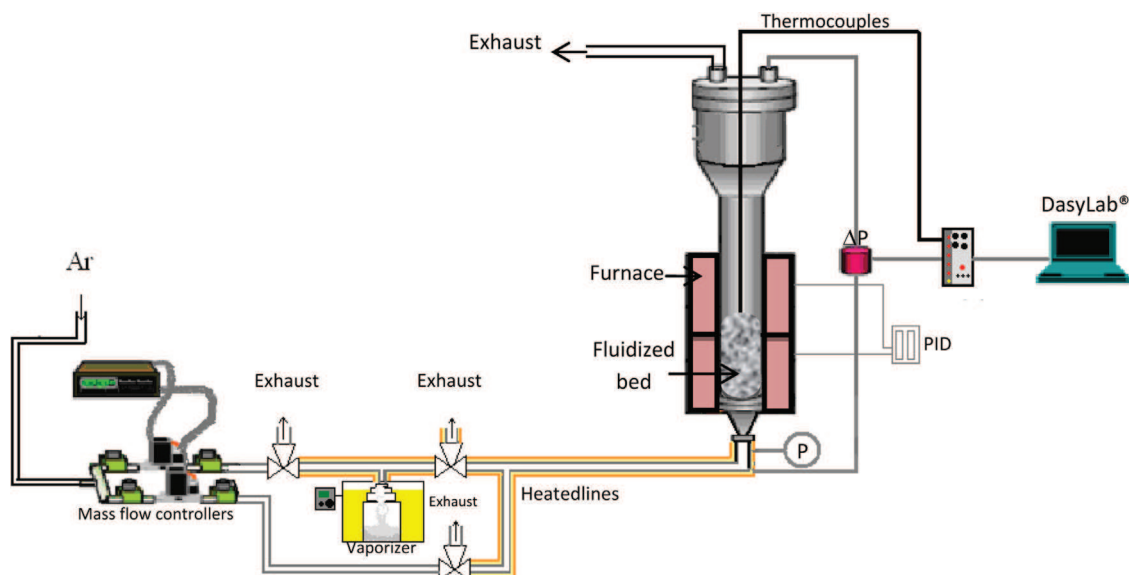 Thermocouples
Exhaust
DasyLab®
ΔP
Ar
Furnace
PID
Fluidized
bed
Exhaust
Exhaust
P
Heatedlines
Exhaust
Mass flow controllers
Vaporizer